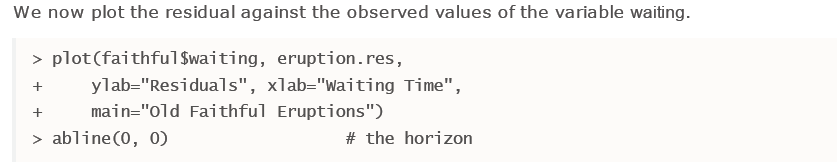 We now plot the residual against the observed values of the variable waiting.
> plot(faithful$waiting, eruption.res,
+     ylab="Residuals", xlab="Waiting Time",
+     main="Old Faithful Eruptions")
> abline(0, 0)                  # the horizon